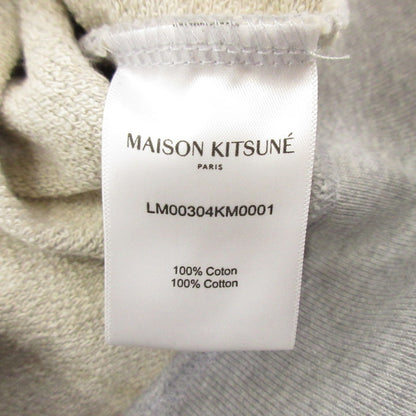 MAISON KITSUNÉ
PARIS
LM00304KM0001
100% Coton
100% Cotton